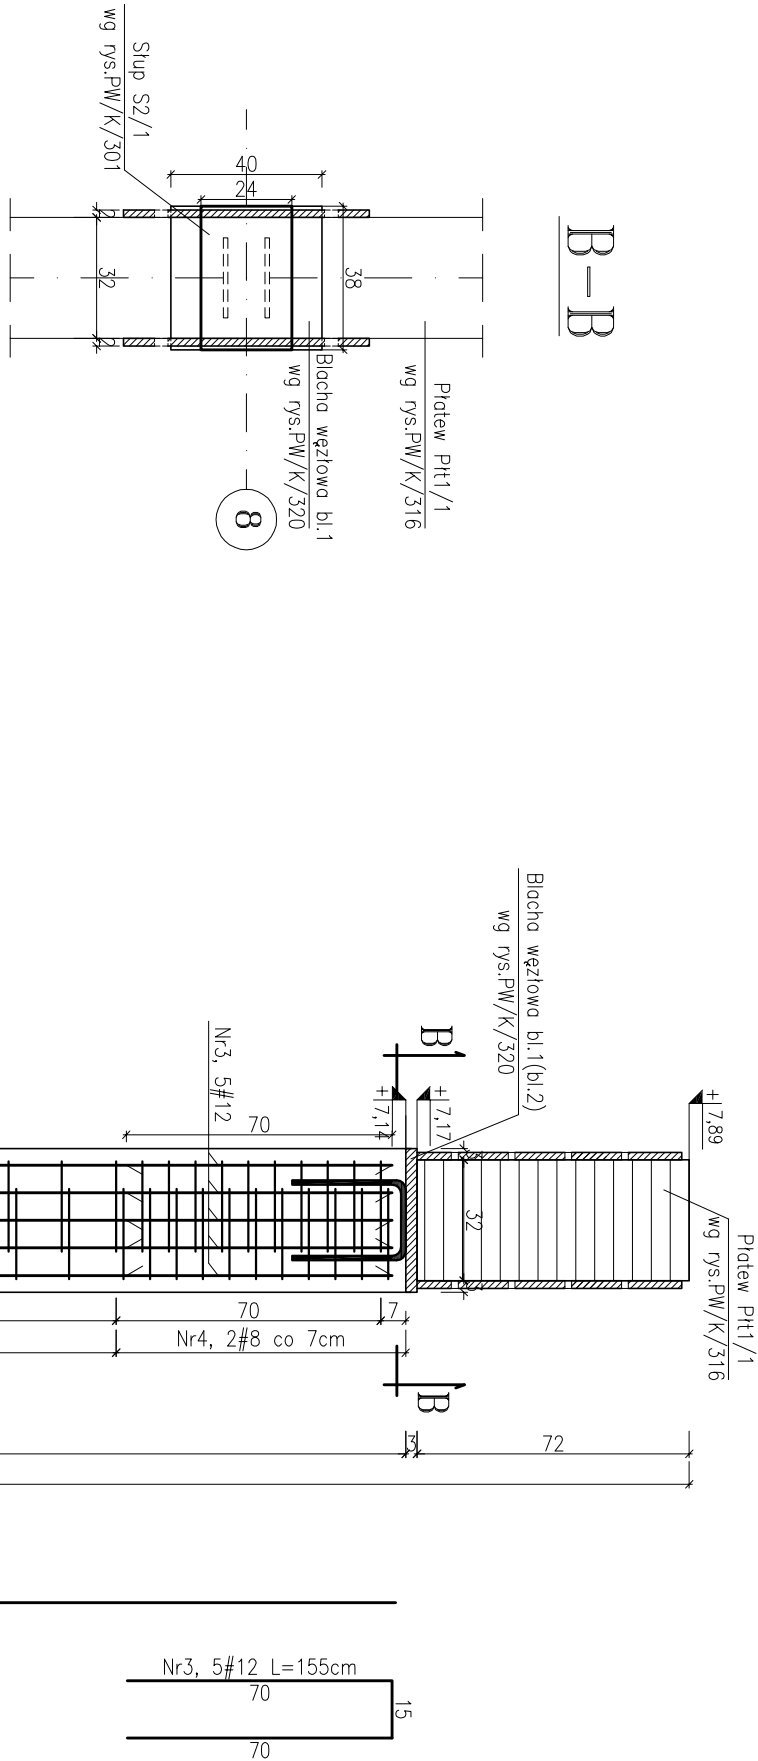 Słup S2/1
wg rys.PW/K/301
40
24
2
32
2
38
B – B
Płatew Płt1/1
wg rys.PW/K/316
Blacha węzłowa bl.1
wg rys.PW/K/320
8
Blacha węzłowa bl.1(bl.2)
wg rys.PW/K/320
B
+7,14
+7,17
+7,89
Nr3, 5#12
70
32
Płatew Płt1/1
wg rys.PW/K/316
70
7
Nr4, 2#8 co 7cm
B
3
72
Nr3, 5#12 L=155cm
70
15
70